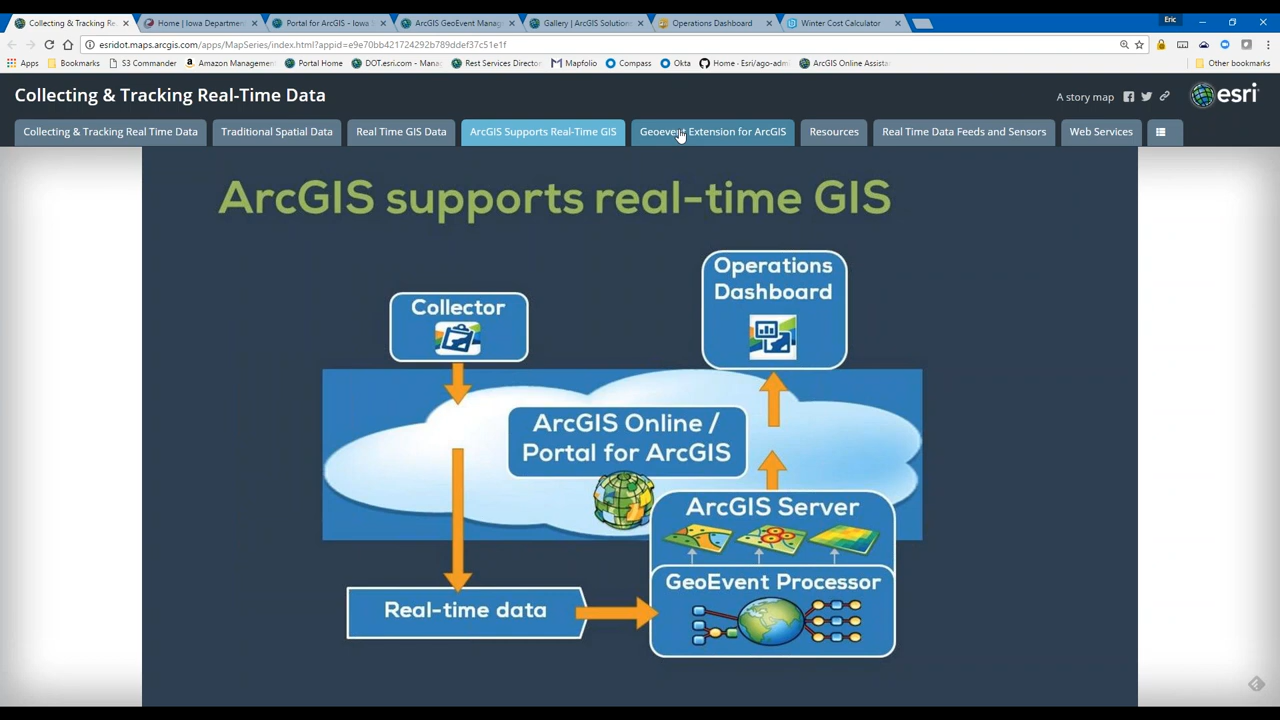 Collecting & Tracking Re
Home | Iowa Departmen
Portal for ArcGIS - Iowa
ArcGIS GeoEvent Manag
Gallery | ArcGIS Solution
Operations Dashboard
Winter Cost Calculator
Eric
esridot.maps.arcgis.com/apps/MapSeries/index.html?appid=e9e70bb421724292b789ddef37c51e1f
Apps Bookmarks S3 Commander Amazon Managemen Portal Home DOT.esri.com - Mana Rest Services Director Mapfolio Compass Okta Home · Esri/ago-adm ArcGIS Online Assista Other bookmarks
Collecting & Tracking Real-Time Data
A story map
esri
Collecting & Tracking Real Time Data
Traditional Spatial Data
Real Time GIS Data
ArcGIS Supports Real-Time GIS
Geoevent Extension for ArcGIS
Resources
Real Time Data Feeds and Sensors
Web Services
ArcGIS supports real-time GIS
Collector
Operations
Dashboard
ArcGIS Online /
Portal for ArcGIS
ArcGIS Server
GeoEvent Processor
Real-time data